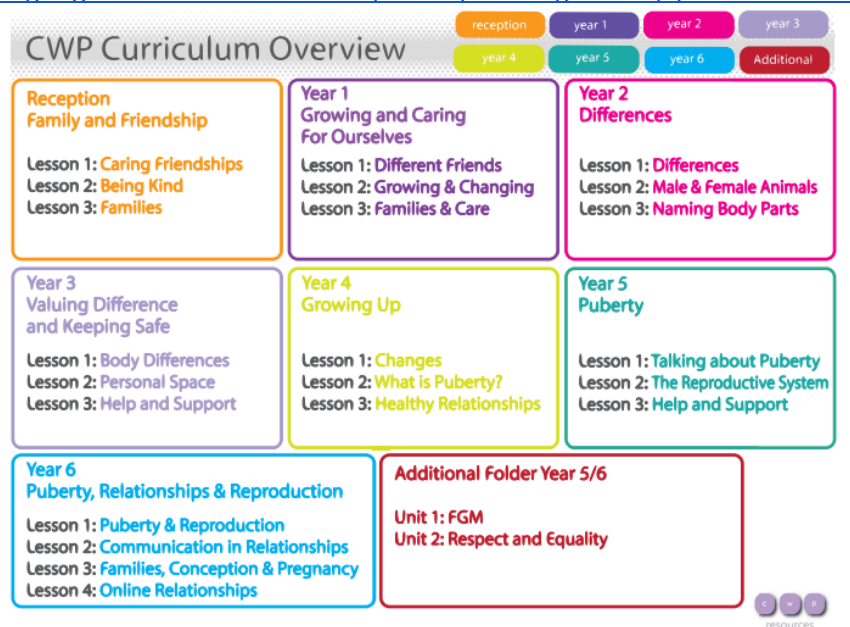 CWP Curriculum Overview
reception
year 1
year 2
year 3
year 4
year 5
year 6
Additional
Reception
Family and Friendship
Lesson 1: Caring Friendships
Lesson 2: Being Kind
Lesson 3: Families
Year 1
Growing and Caring
For Ourselves
Lesson 1: Different Friends
Lesson 2: Growing & Changing
Lesson 3: Families & Care
Year 2
Differences
Lesson 1: Differences
Lesson 2: Male & Female Animals
Lesson 3: Naming Body Parts
Year 3
Valuing Difference
and Keeping Safe
Lesson 1: Body Differences
Lesson 2: Personal Space
Lesson 3: Help and Support
Year 4
Growing Up
Lesson 1: Changes
Lesson 2: What is Puberty?
Lesson 3: Healthy Relationships
Year 5
Puberty
Lesson 1: Talking about Puberty
Lesson 2: The Reproductive System
Lesson 3: Help and Support
Year 6
Puberty, Relationships & Reproduction
Lesson 1: Puberty & Reproduction
Lesson 2: Communication in Relationships
Lesson 3: Families, Conception & Pregnancy
Lesson 4: Online Relationships
Additional Folder Year 5/6
Unit 1: FGM
Unit 2: Respect and Equality
c w p
resources